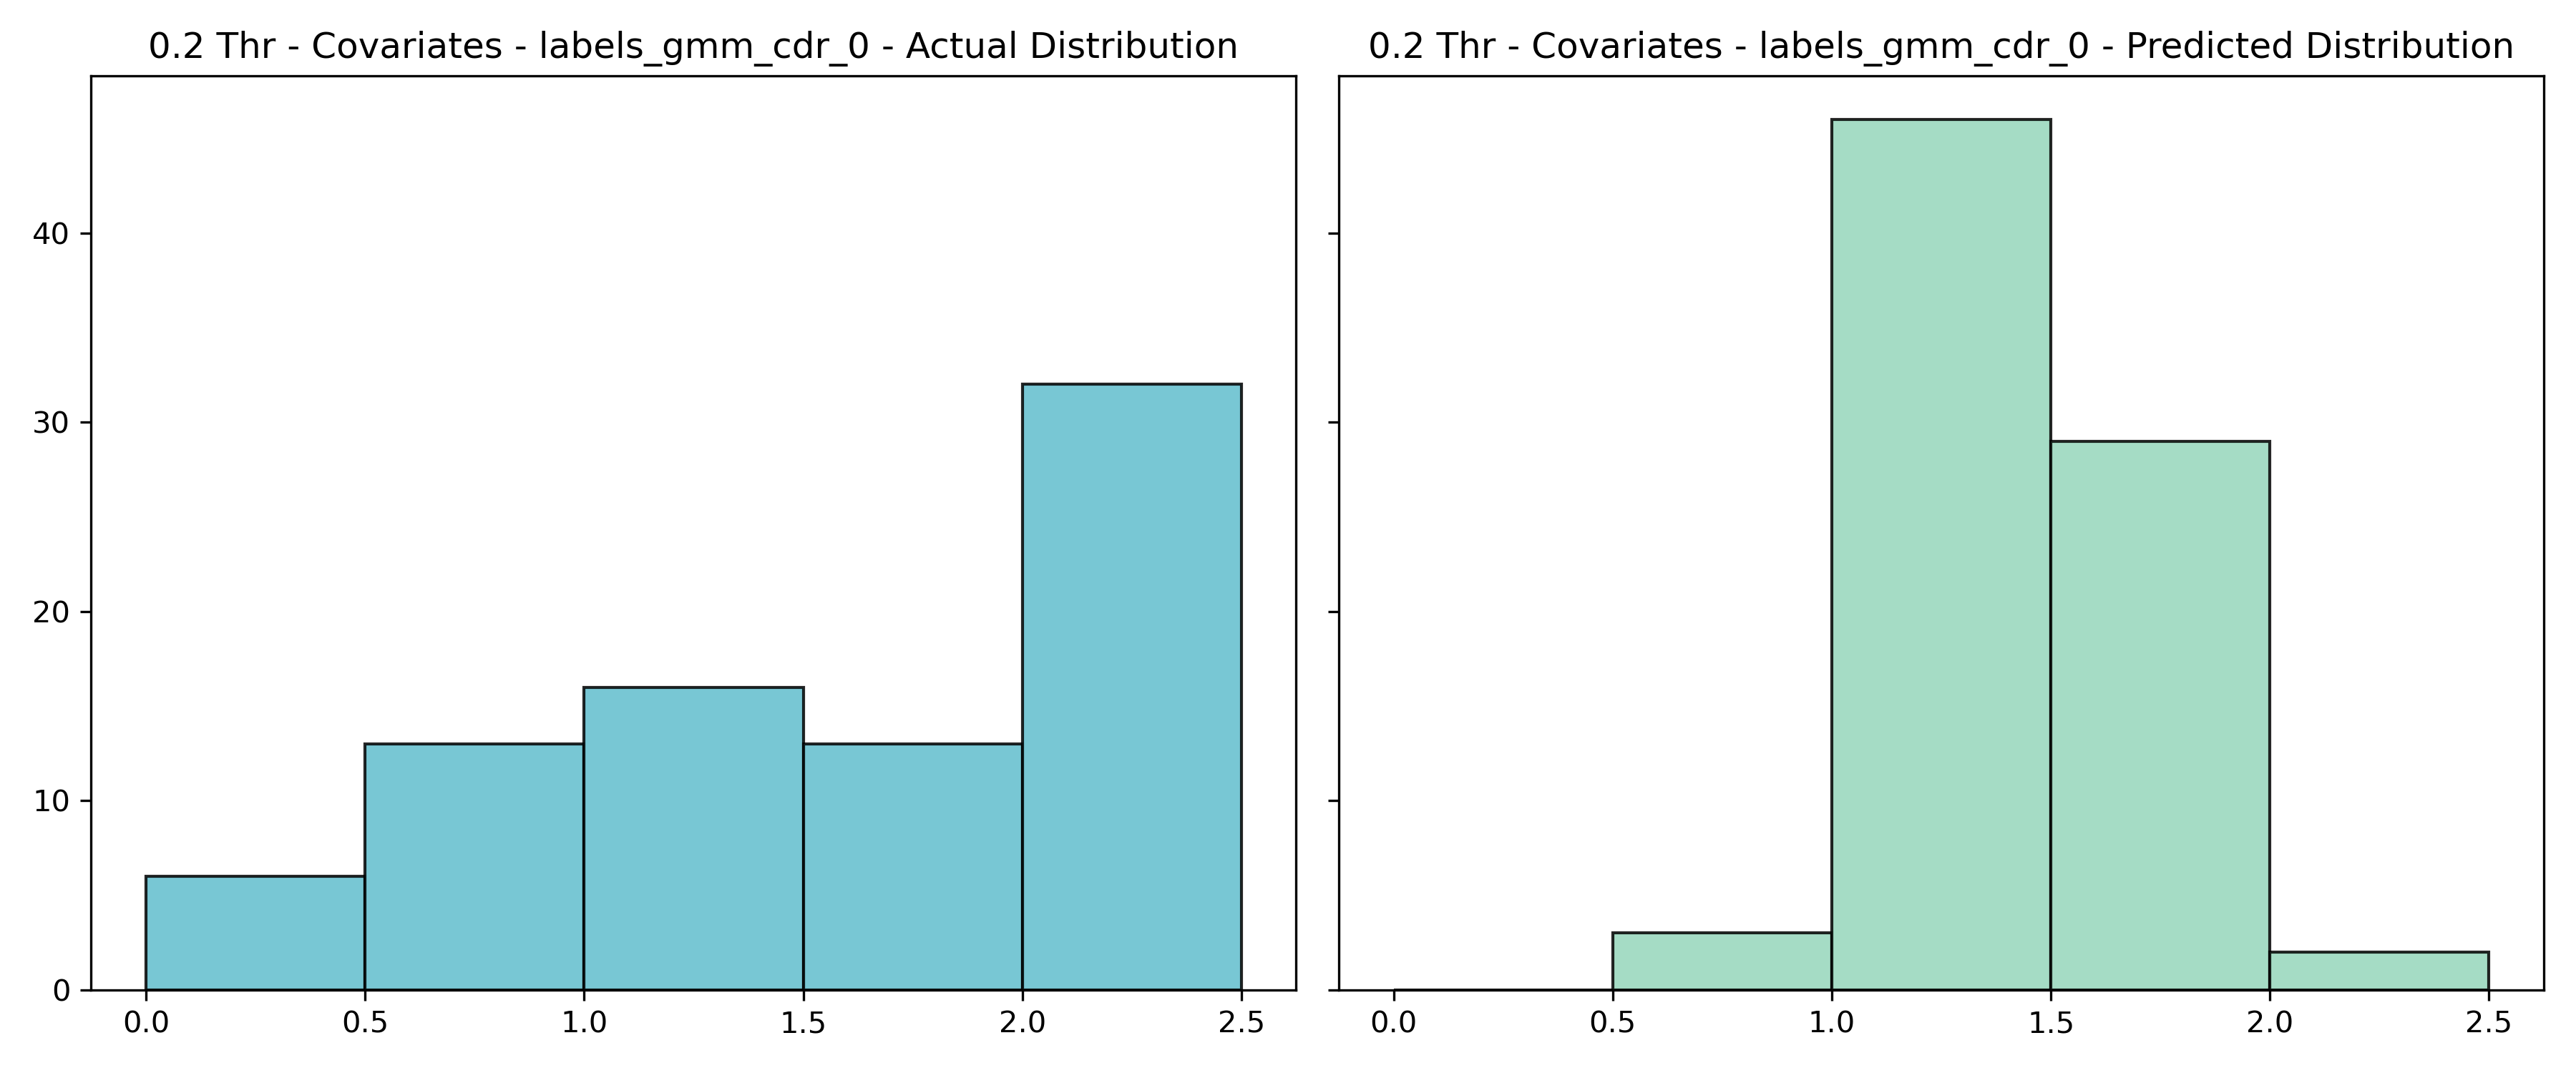 0.2 Thr - Covariates - labels_gmm_cdr_0 - Actual Distribution
40
30
20
10
0
0.0 0.5 1.0 1.5 2.0 2.5
0.2 Thr - Covariates - labels_gmm_cdr_0 - Predicted Distribution
0.0 0.5 1.0 1.5 2.0 2.5